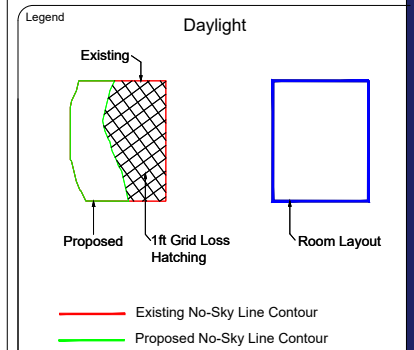 Legend
Daylight
Existing
Proposed
1ft Grid Loss
Hatching
Room Layout
Existing No-Sky Line Contour
Proposed No-Sky Line Contour